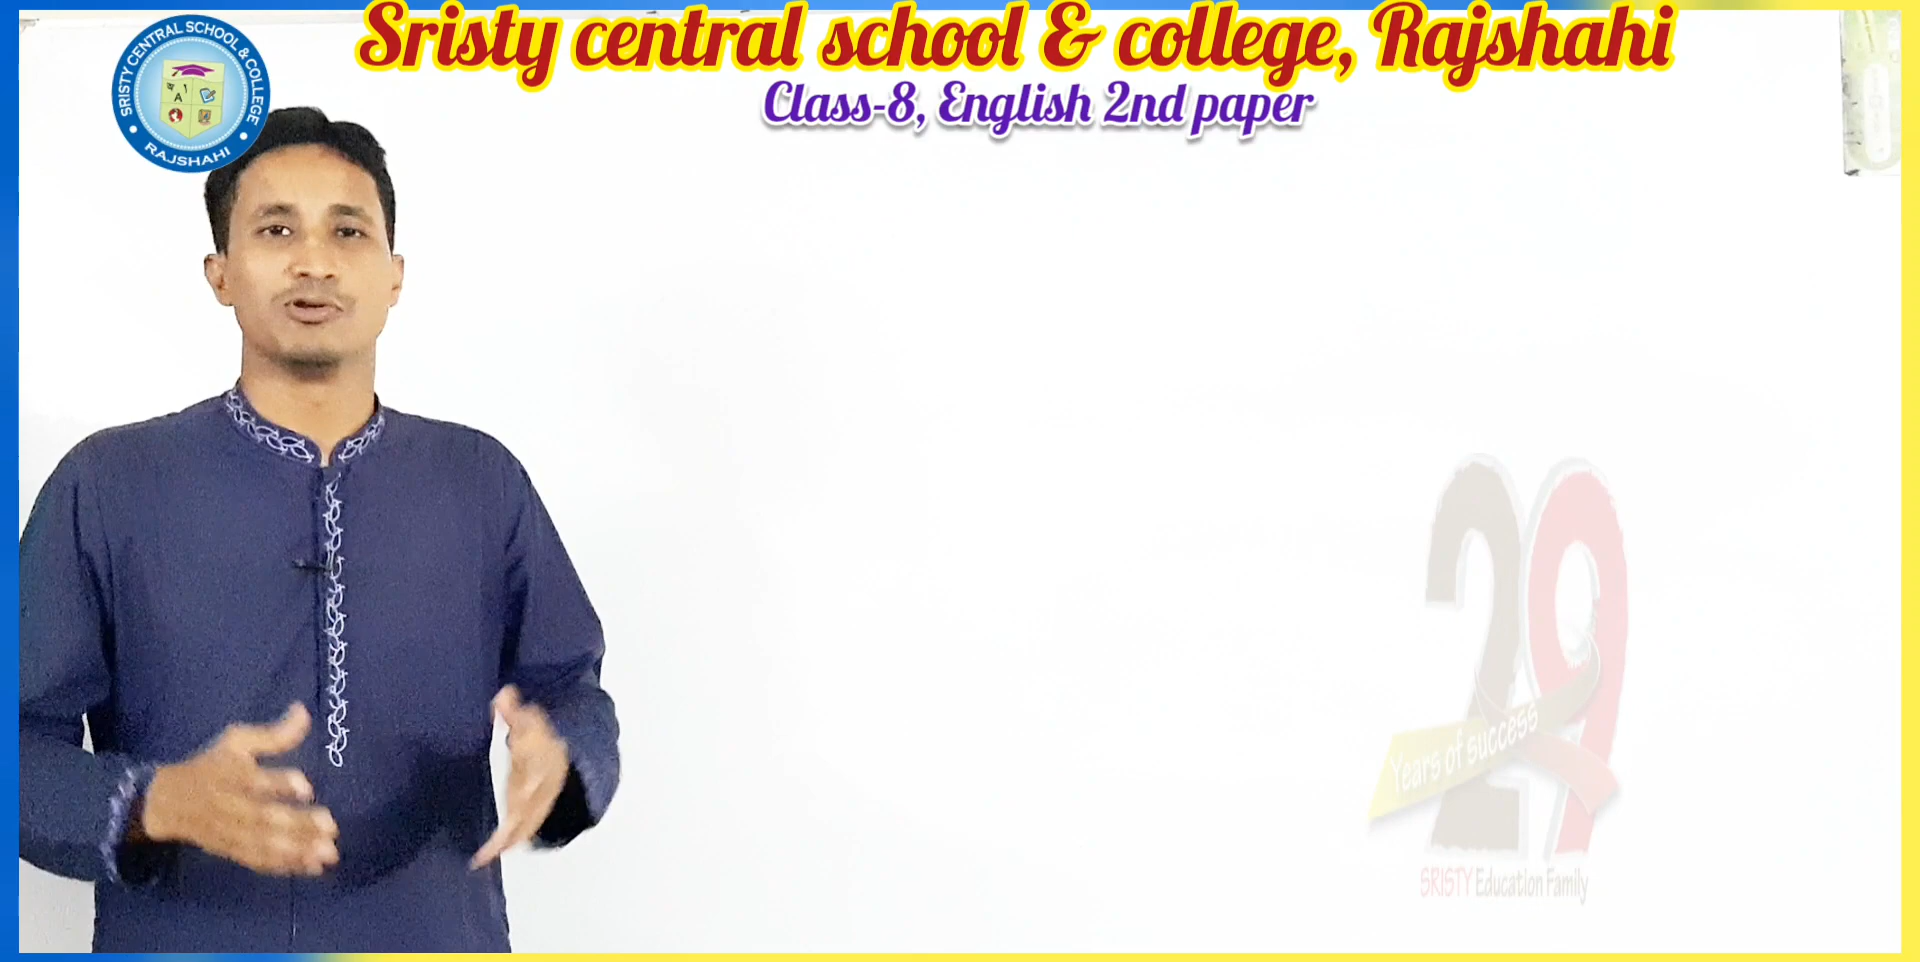 Sristy central school & college, Rajshahi
Class-8, English 2nd paper
SRISTY CENTRAL SCHOOL & COLLEGE
RAJSHAHI
29
Years of success
SRISTY Education Family